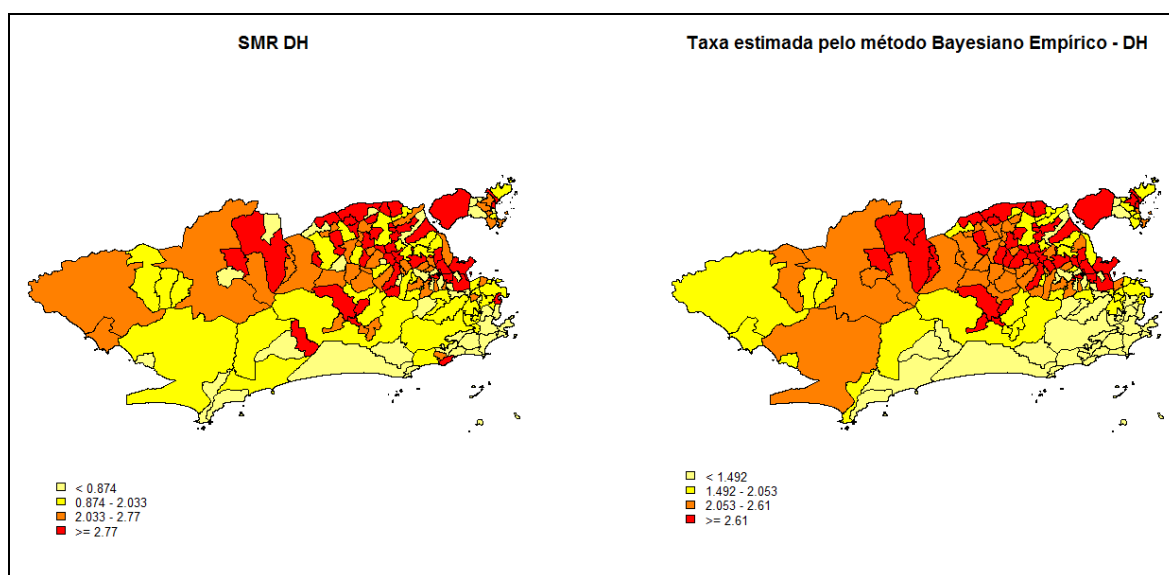 SMR DH
Taxa estimada pelo método Bayesiano Empírico - DH
< 0.874
0.874 - 2.033
2.033 - 2.77
>= 2.77
< 1.492
1.492 - 2.053
2.053 - 2.61
>= 2.61